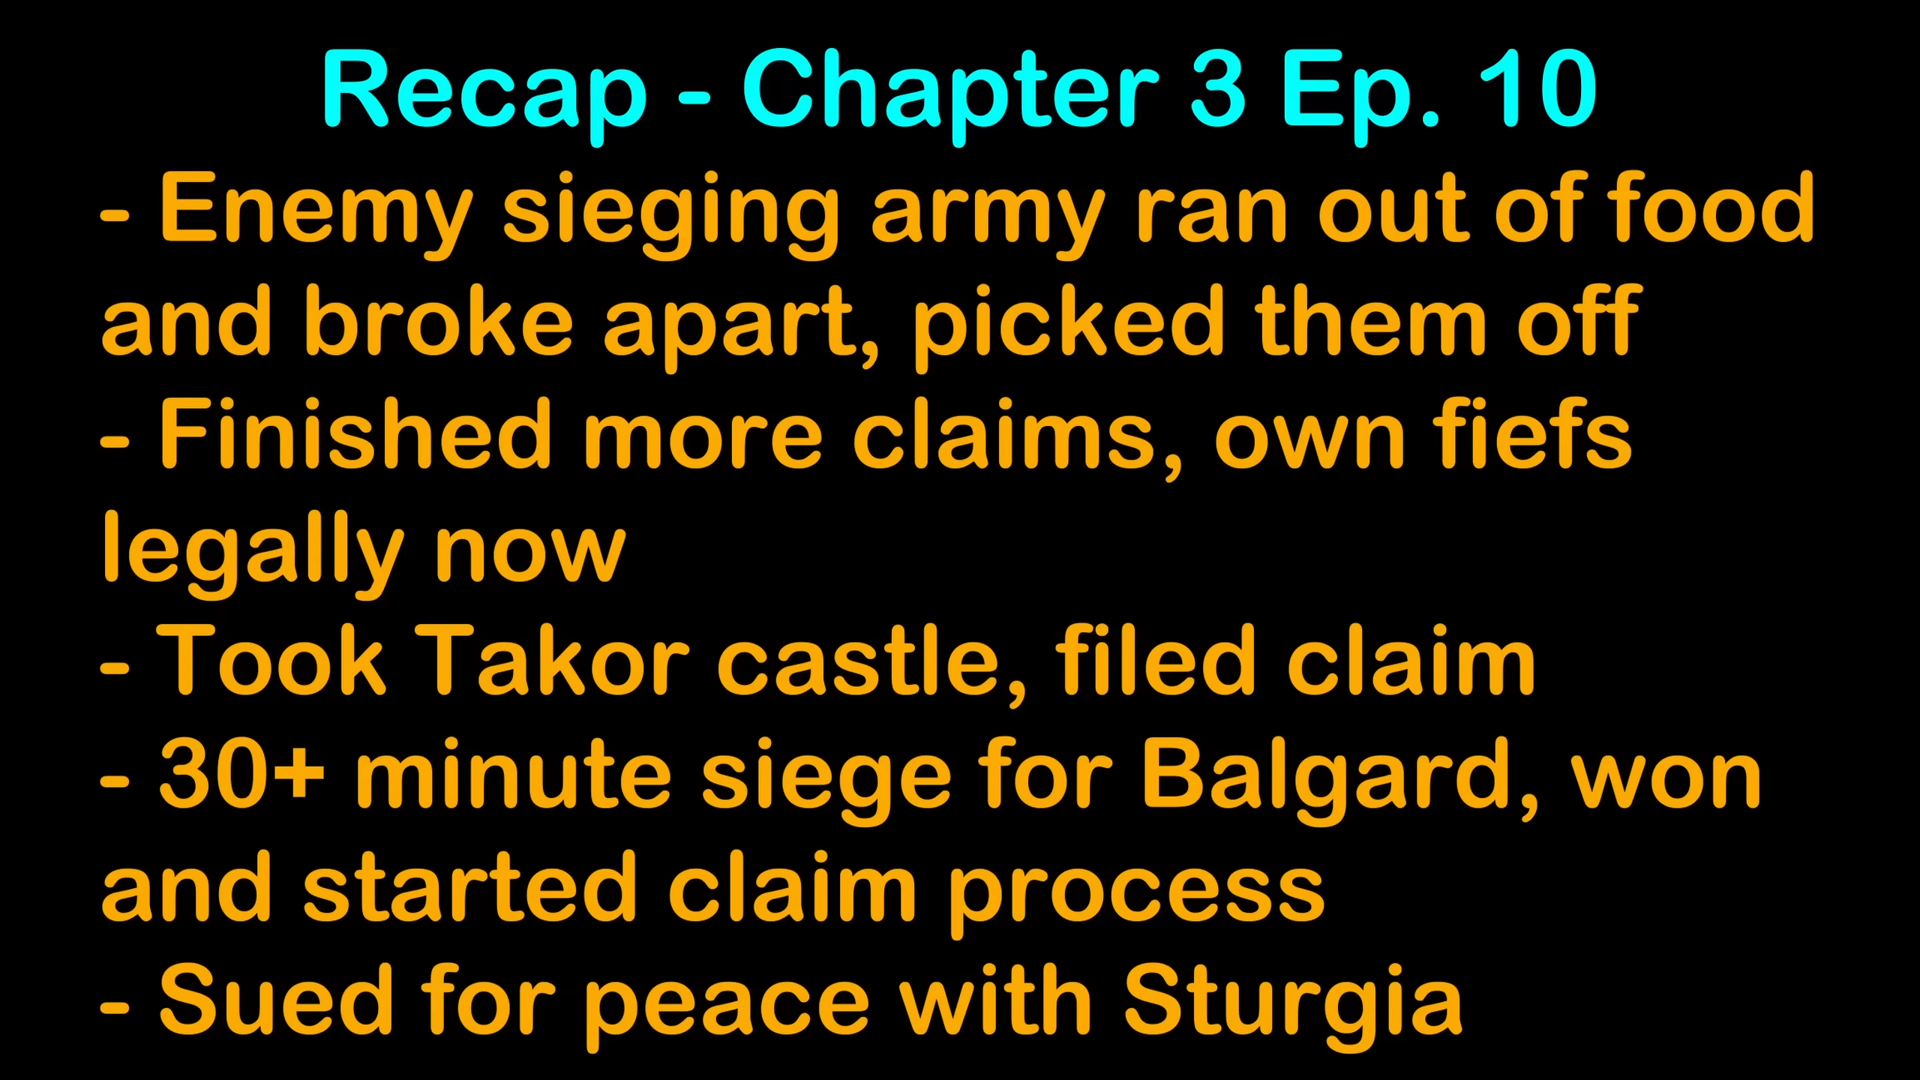 Recap - Chapter 3 Ep. 10
- Enemy sieging army ran out of food
and broke apart, picked them off
- Finished more claims, own fiefs
legally now
- Took Takor castle, filed claim
- 30+ minute siege for Balgard, won
and started claim process
- Sued for peace with Sturgia